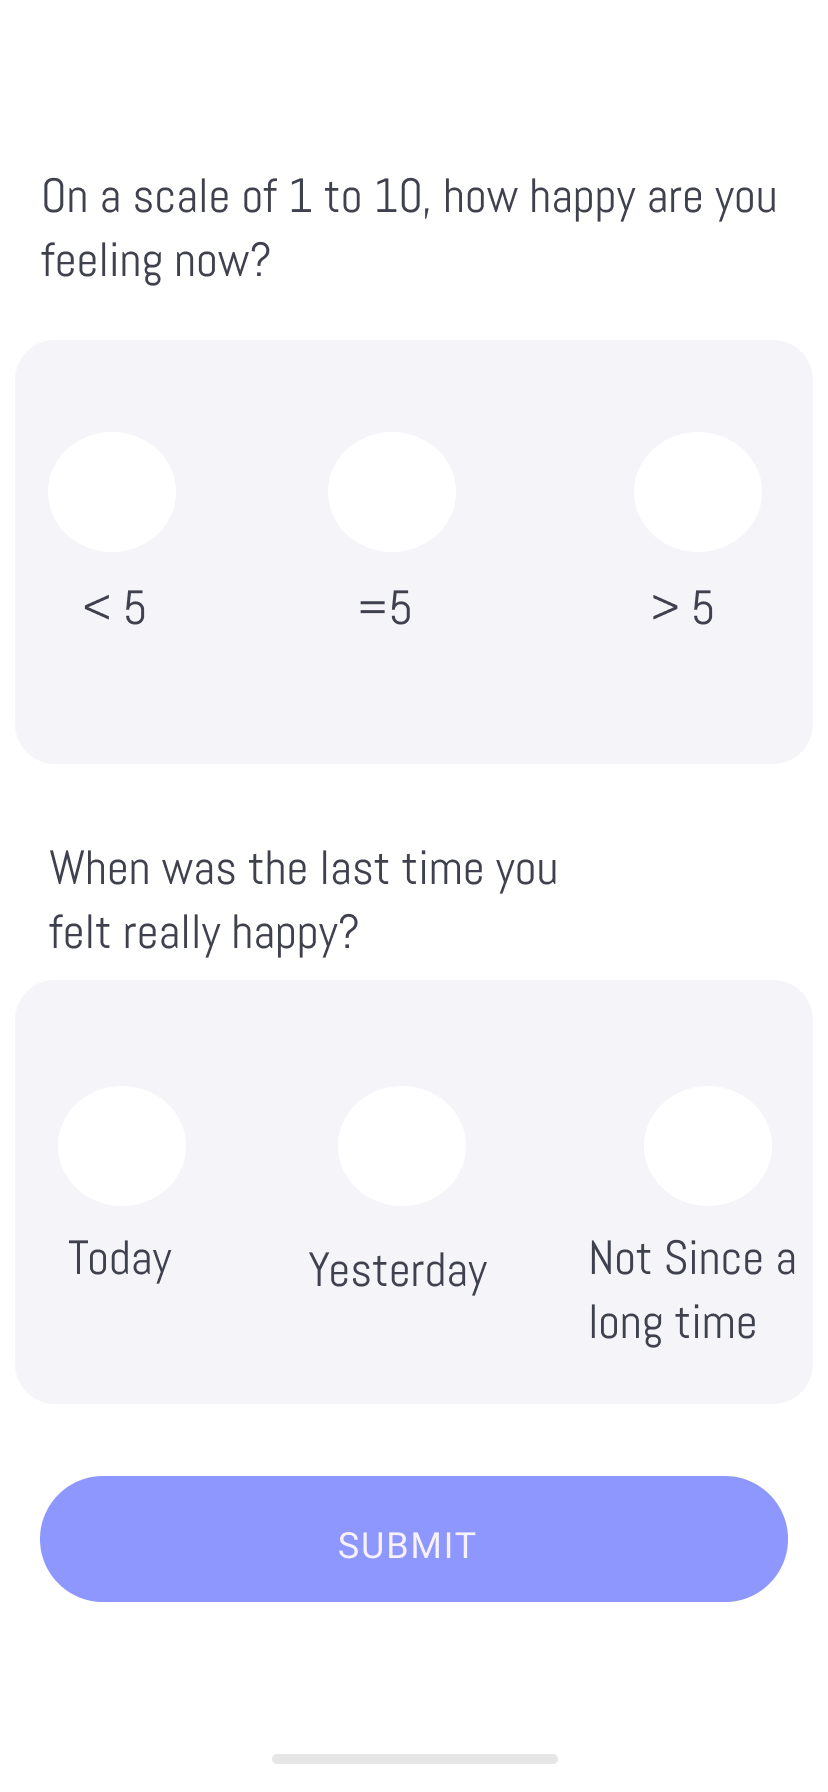 On a scale of 1 to 10, how happy are you
feeling now?
< 5
=5
> 5
When was the last time you
felt really happy?
Today
Yesterday
Not Since a
long time
SUBMIT